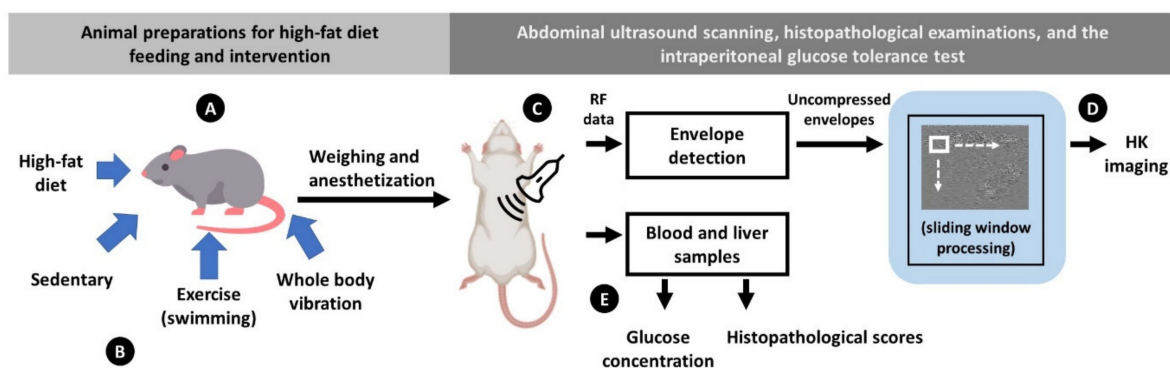 Animal preparations for high-fat diet
feeding and intervention
Abdominal ultrasound scanning, histopathological examinations, and the
intraperitoneal glucose tolerance test
A
High-fat
diet
Sedentary
Exercise
(swimming)
Whole body
vibration
B
Weighing and
anesthetization
C
RF
data
Envelope
detection
Uncompressed
envelopes
(sliding window
processing)
D
HK
imaging
Blood and liver
samples
E
Glucose
concentration
Histopathological scores